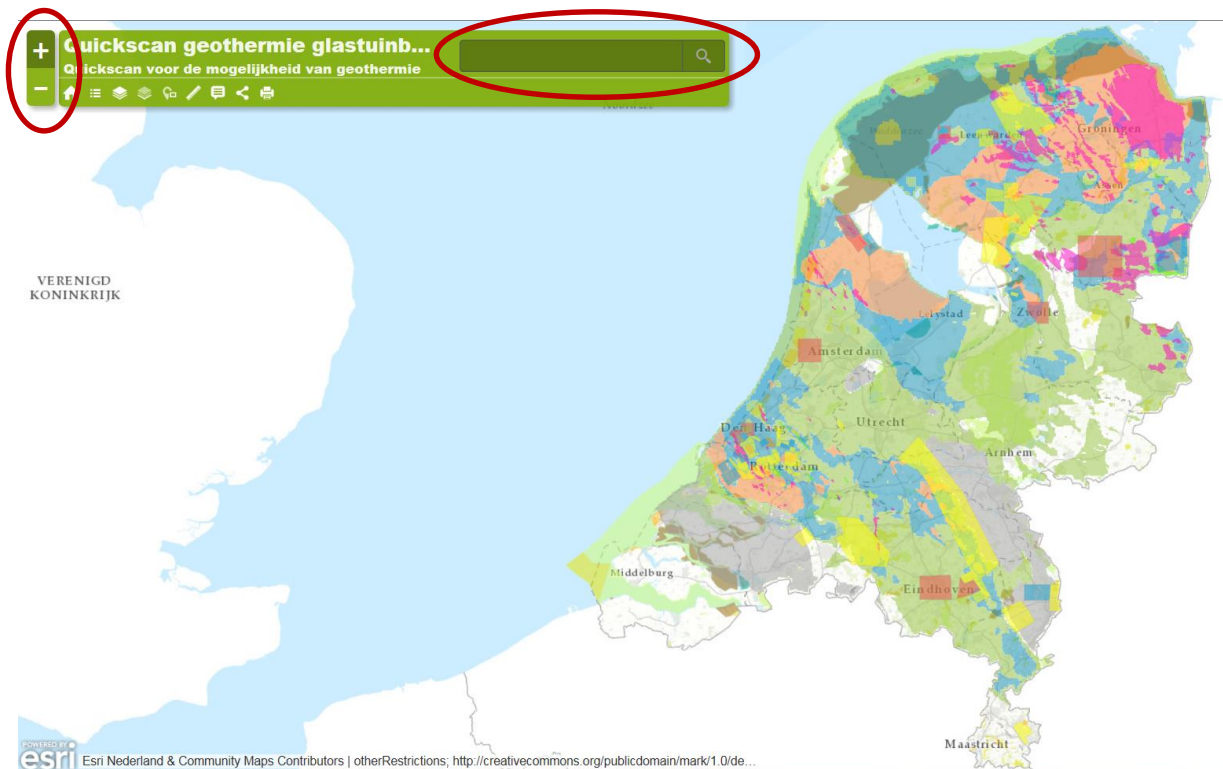 Quickscan geothermie glastuinb...
Quickscan voor de mogelijkheid van geothermie
Waddenzee
Leeuwarden
Groningen
Assen
VERENIGD
KONINKRIJK
Lelystad
Zwolle
Amsterdam
Den Haag
Utrecht
Arnhem
Rotterdam
Middelburg
Eindhoven
Maastricht
POWERED BY
esri
Esri Nederland & Community Maps Contributors | otherRestrictions; http://creativecommons.org/publicdomain/mark/1.0/de...